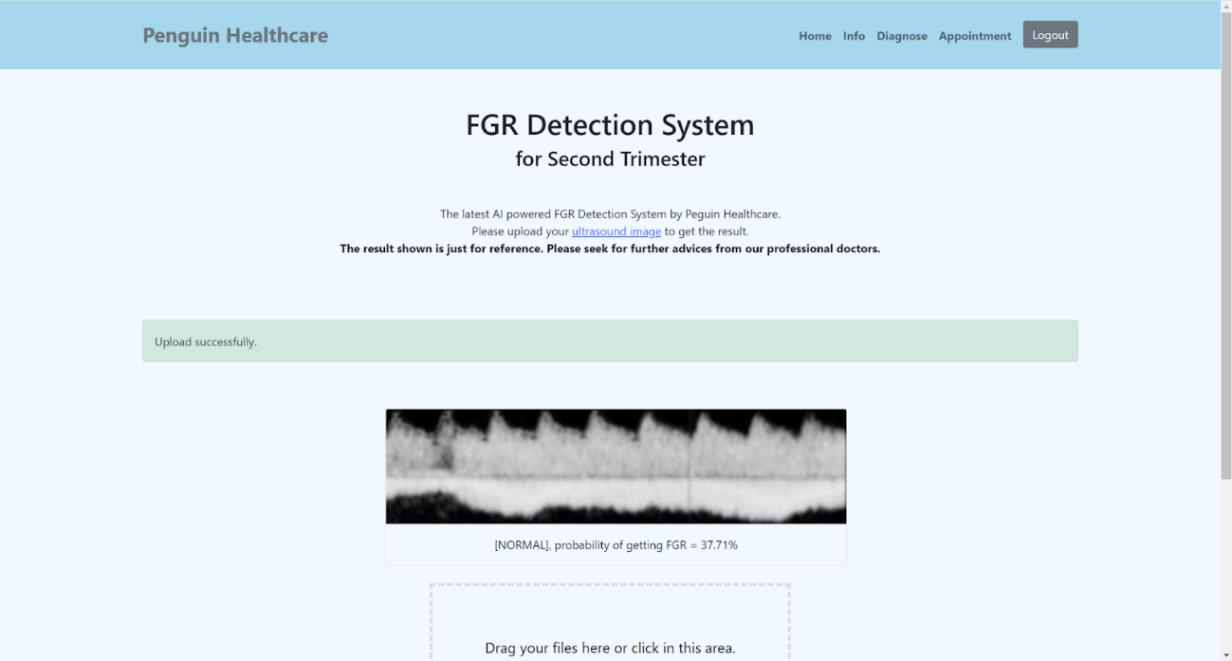 Penguin Healthcare
Home Info Diagnose Appointment Logout
FGR Detection System
for Second Trimester
The latest AI powered FGR Detection System by Peguin Healthcare.
Please upload your ultrasound image to get the result.
The result shown is just for reference. Please seek for further advices from our professional doctors.
Upload successfully.
[NORMAL], probability of getting FGR = 37.71%
Drag your files here or click in this area.